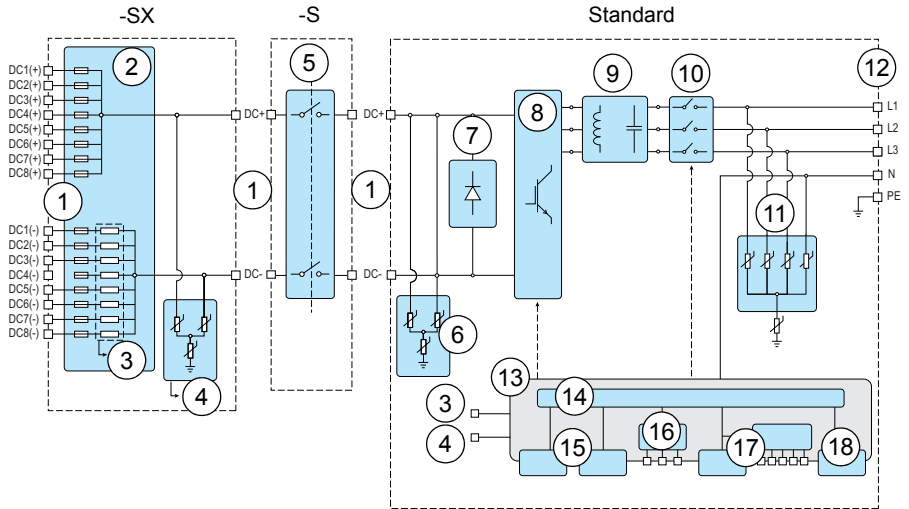 -SX
-S
Standard
2
5
9
10
12
DC1(+)
DC2(+)
DC3(+)
DC4(+)
DC5(+)
DC6(+)
DC7(+)
DC8(+)
DC+
DC+
8
7
L1
L2
L3
N
PE
1
1
1
11
DC1(-)
DC2(-)
DC3(-)
DC4(-)
DC5(-)
DC6(-)
DC7(-)
DC8(-)
DC-
DC-
3
4
6
13
3
4
14
15
16
17
18